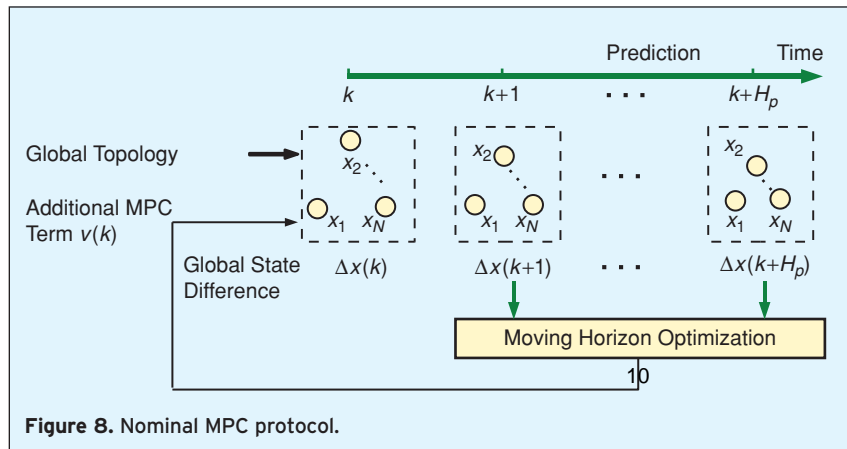 Prediction Time
k k+1 · · · k+Hp
Global Topology
x2 x2 · · · x2
Additional MPC
Term v(k)
x1 xN x1 xN x1 xN
Global State
Difference
Δx(k) Δx(k+1) · · · Δx(k+Hp)
Moving Horizon Optimization
10
Figure 8. Nominal MPC protocol.